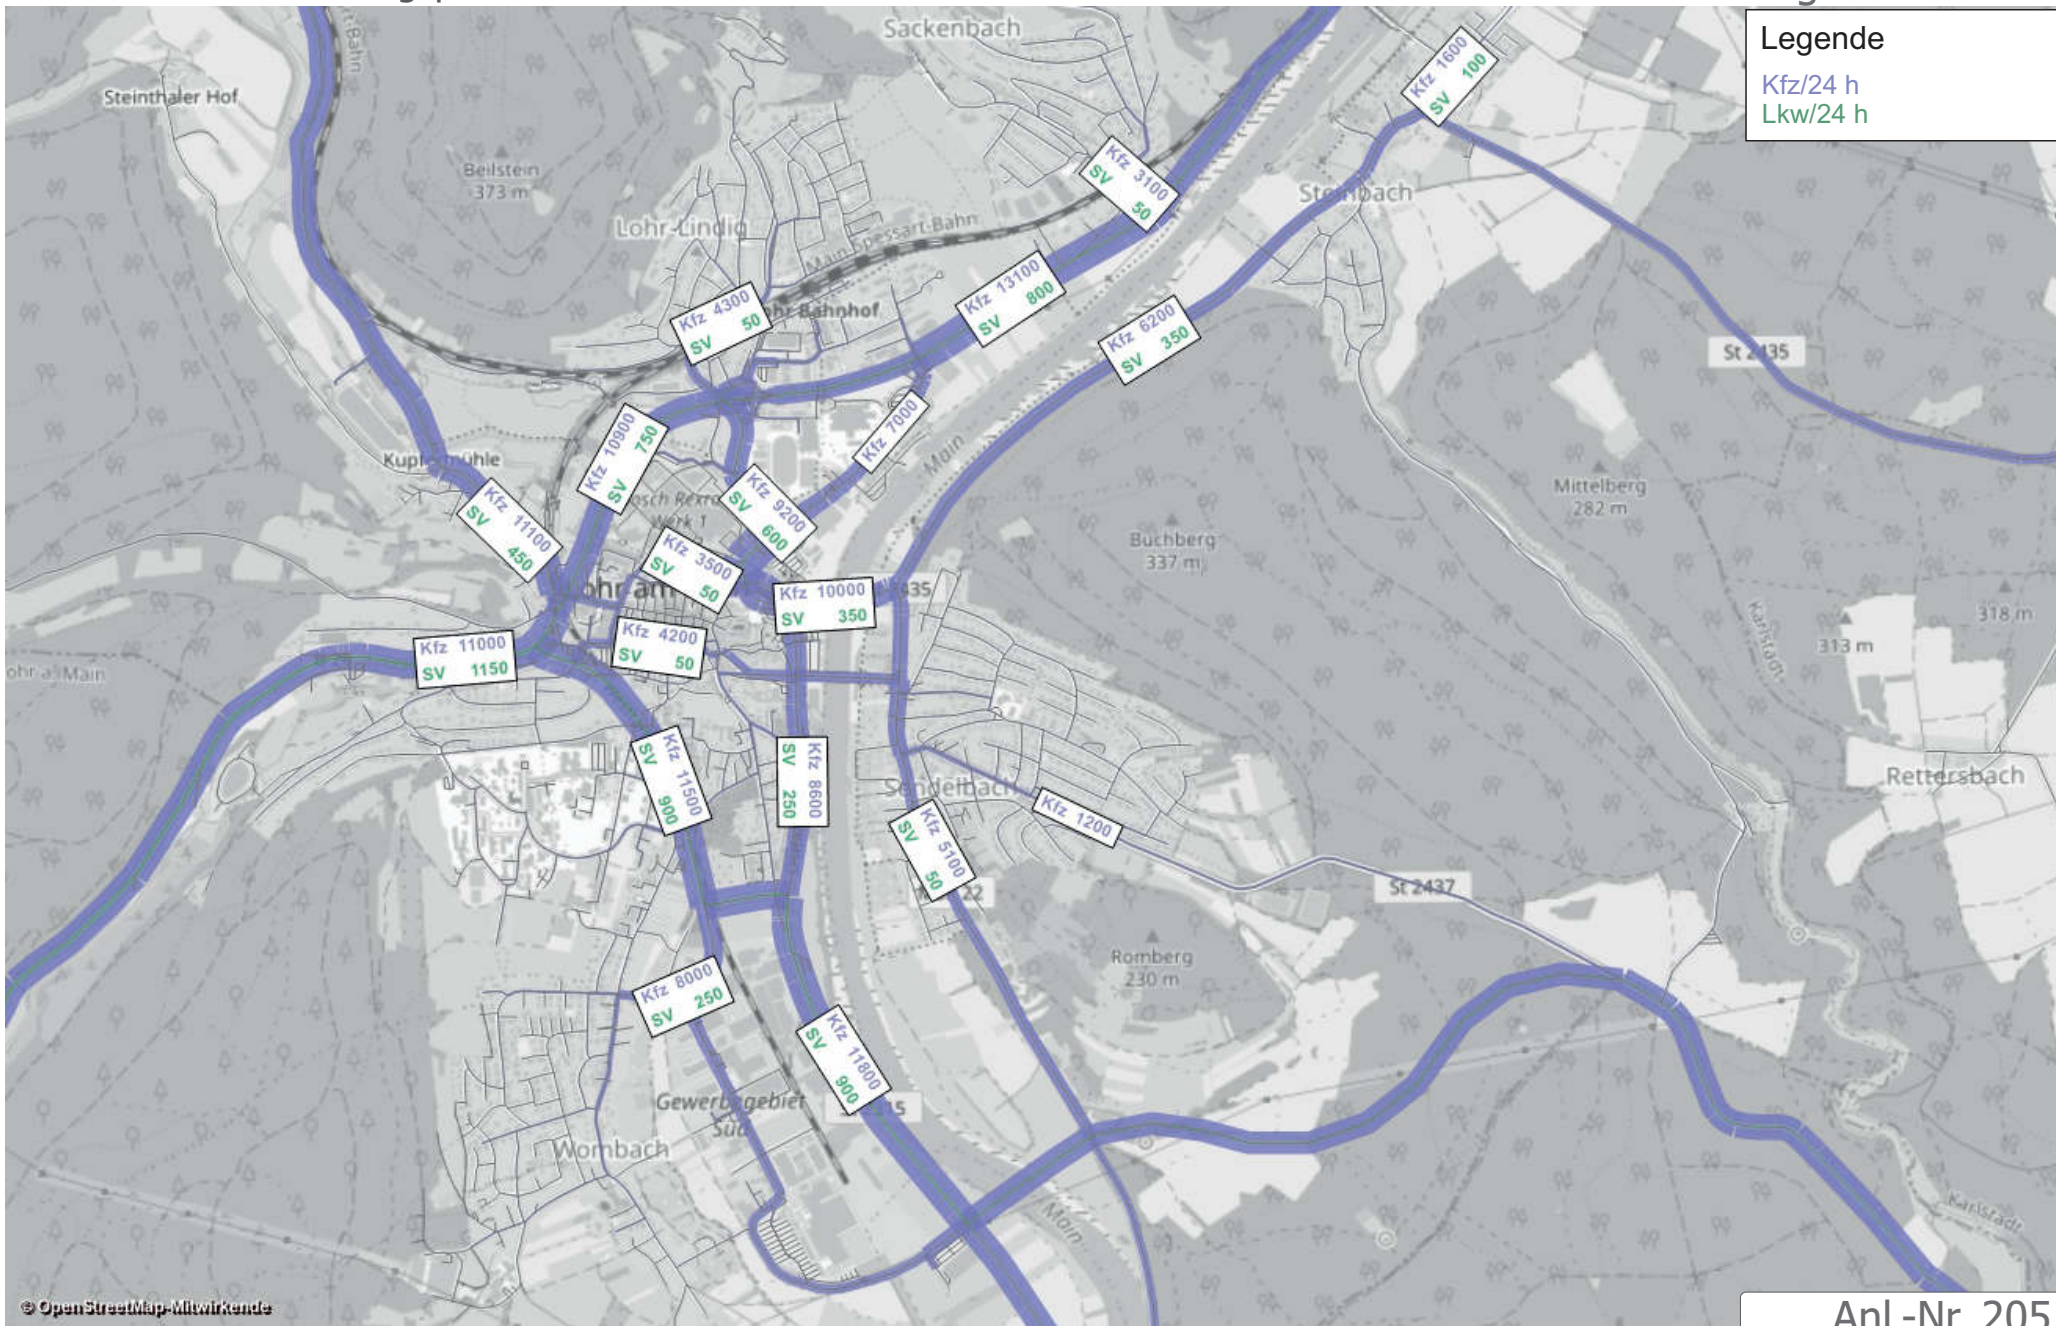 Sackenbach
Legende
Kfz/24 h
Lkw/24 h
Kfz 1600
SV 100
Steinthaler Hof
Beilstein
373 m
Kfz 3100
SV 50
Steinbach
Lohr-Lindig
Main-Spessart-Bahn
Kfz 4300
SV 50
Bahnhof
Kfz 13100
SV 800
Kfz 6200
SV 350
St 2435
Kfz 10900
SV 750
Kfz 7000
Main
Kupfermühle
Mittelberg
282 m
Kfz 11100
SV 450
Werk 1
Kfz 9200
SV 600
Buchberg
337 m
Kfz 3500
SV 50
Kfz 10000
SV 350
Karlstadt
318 m
313 m
Kfz 11000
SV 1150
Kfz 4200
SV 50
Kfz 11500
SV 900
Kfz 8600
SV 250
Sendelbach
Kfz 1200
Rettersbach
Kfz 5100
SV 50
St 2437
Romberg
230 m
Kfz 8000
SV 250
Kfz 11800
SV 900
Gewerbegebiet
Süd
Wombach
Main
Karlstadt
© OpenStreetMap-Mitwirkende
Anl.-Nr. 205